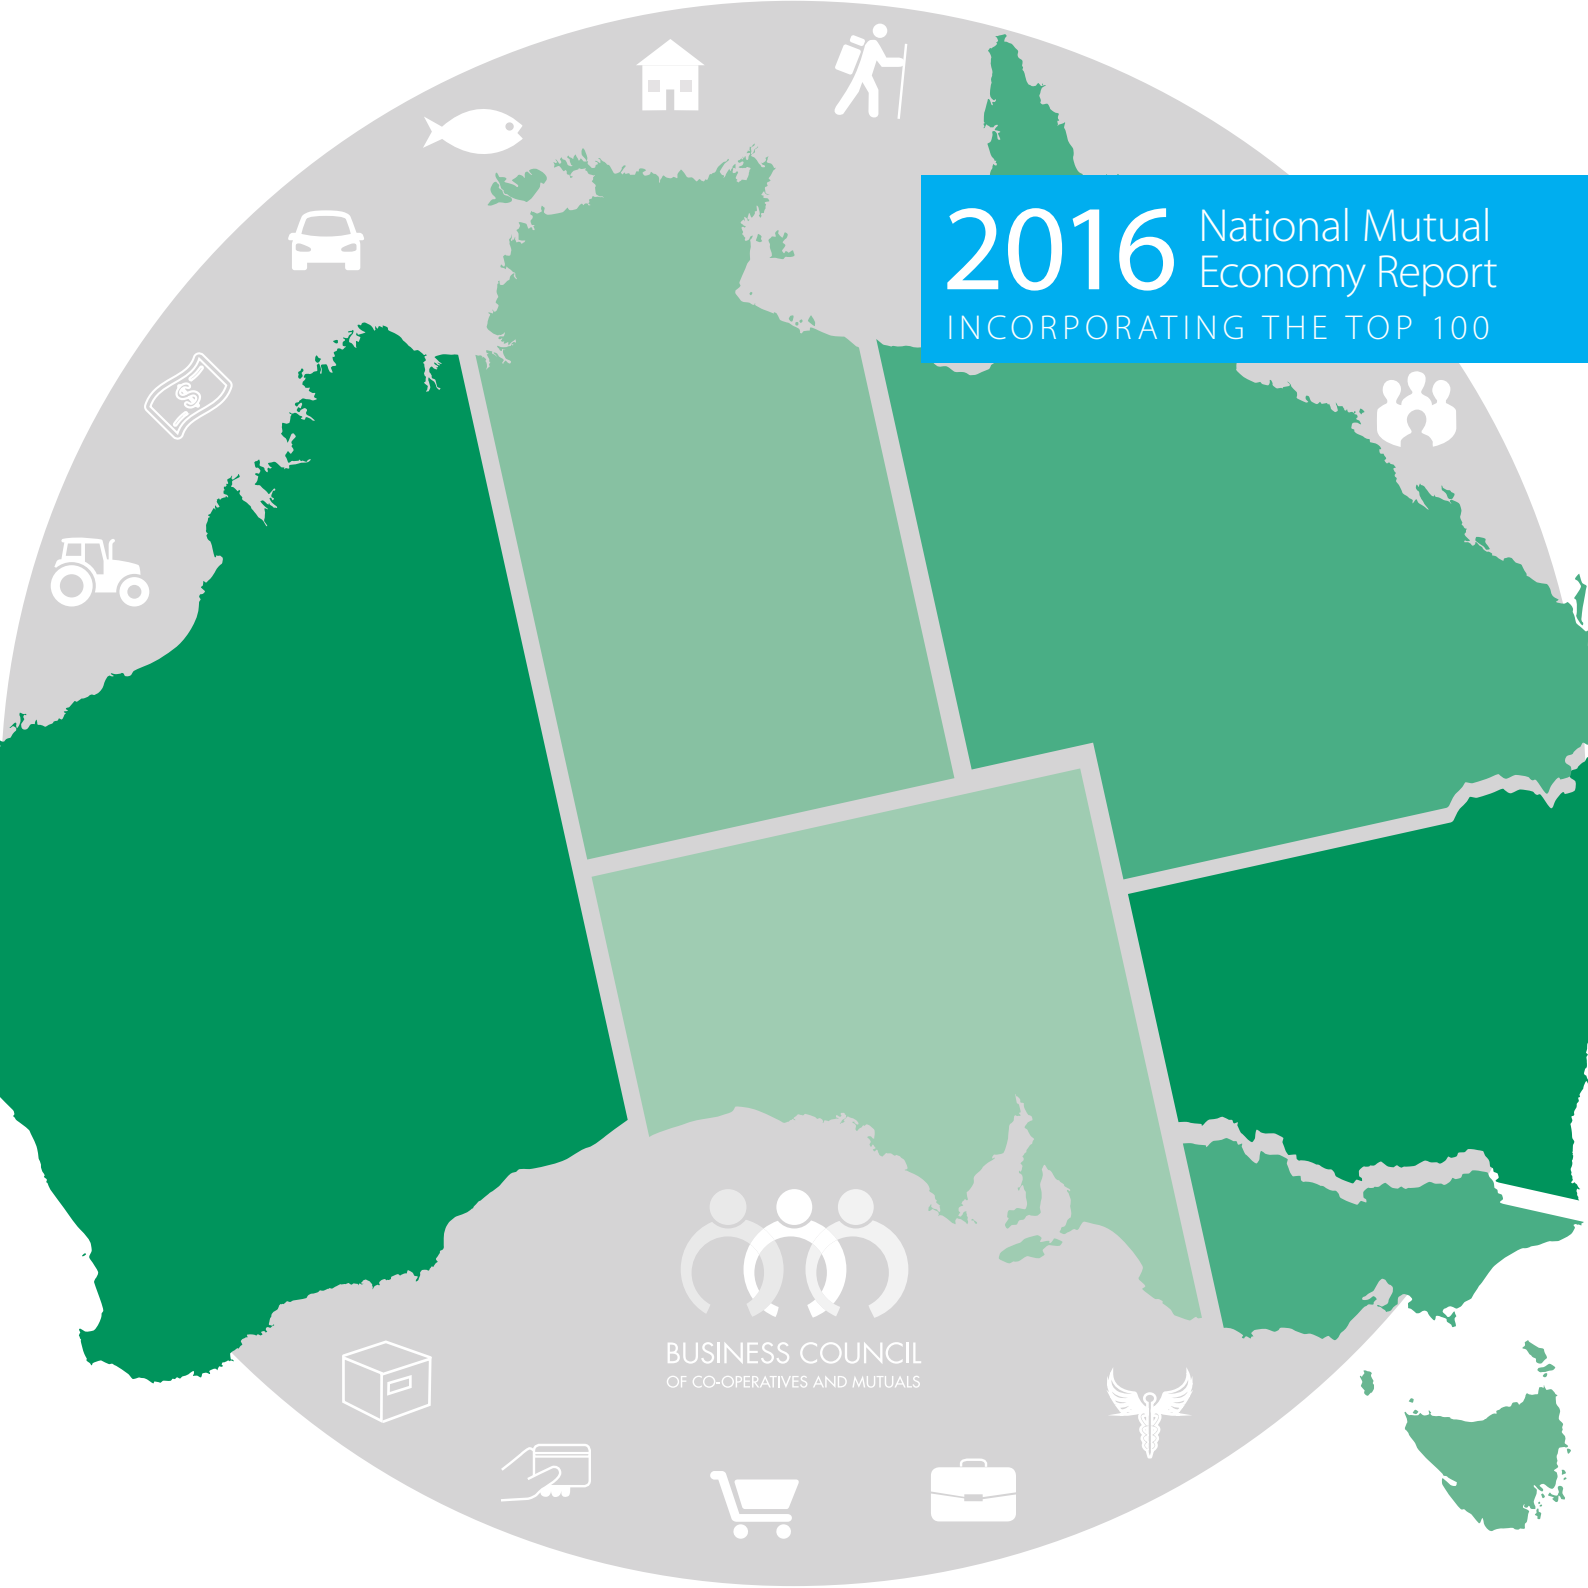 2016 National Mutual
Economy Report
INCORPORATING THE TOP 100
$
BUSINESS COUNCIL
OF CO-OPERATIVES AND MUTUALS